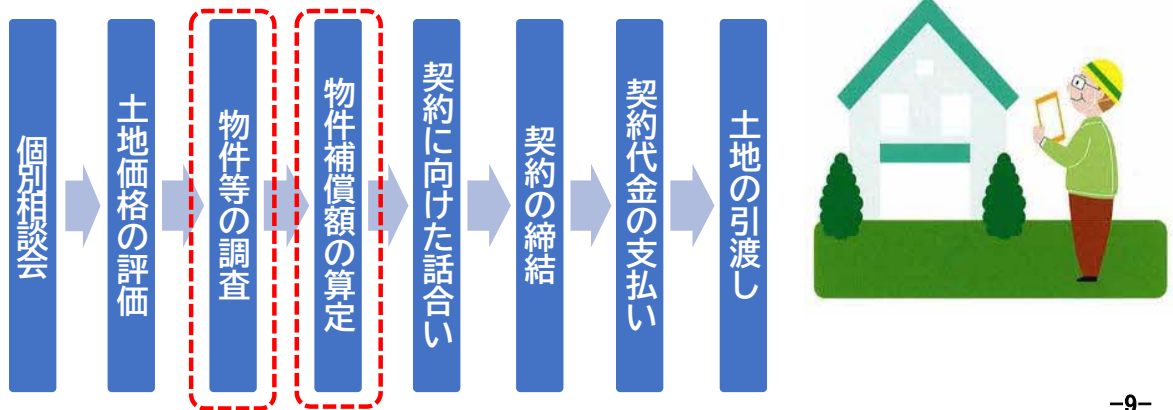 個別相談会
土地価格の評価
物件等の調査
物件補償額の算定
契約に向けた話合い
契約の締結
契約代金の支払い
土地の引渡し
-9-